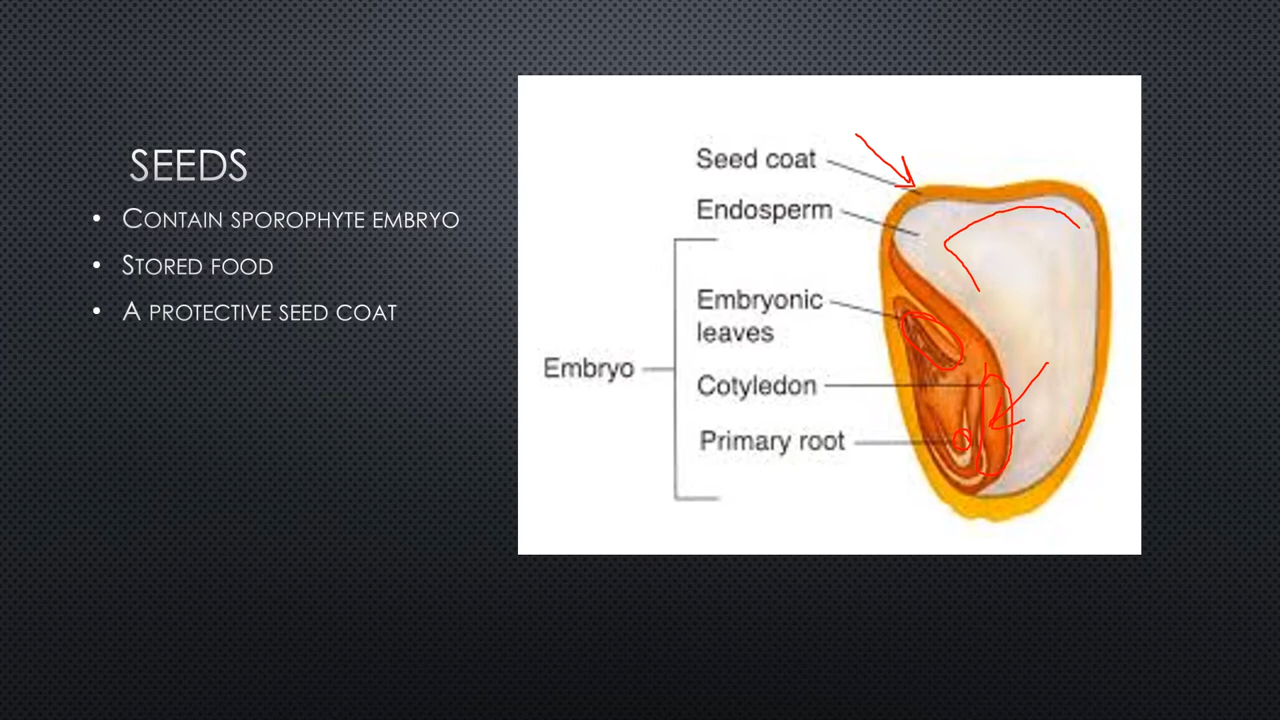 SEEDS
• CONTAIN SPOROPHYTE EMBRYO
• STORED FOOD
• A PROTECTIVE SEED COAT
Seed coat
Endosperm
Embryonic
leaves
Embryo
Cotyledon
Primary root